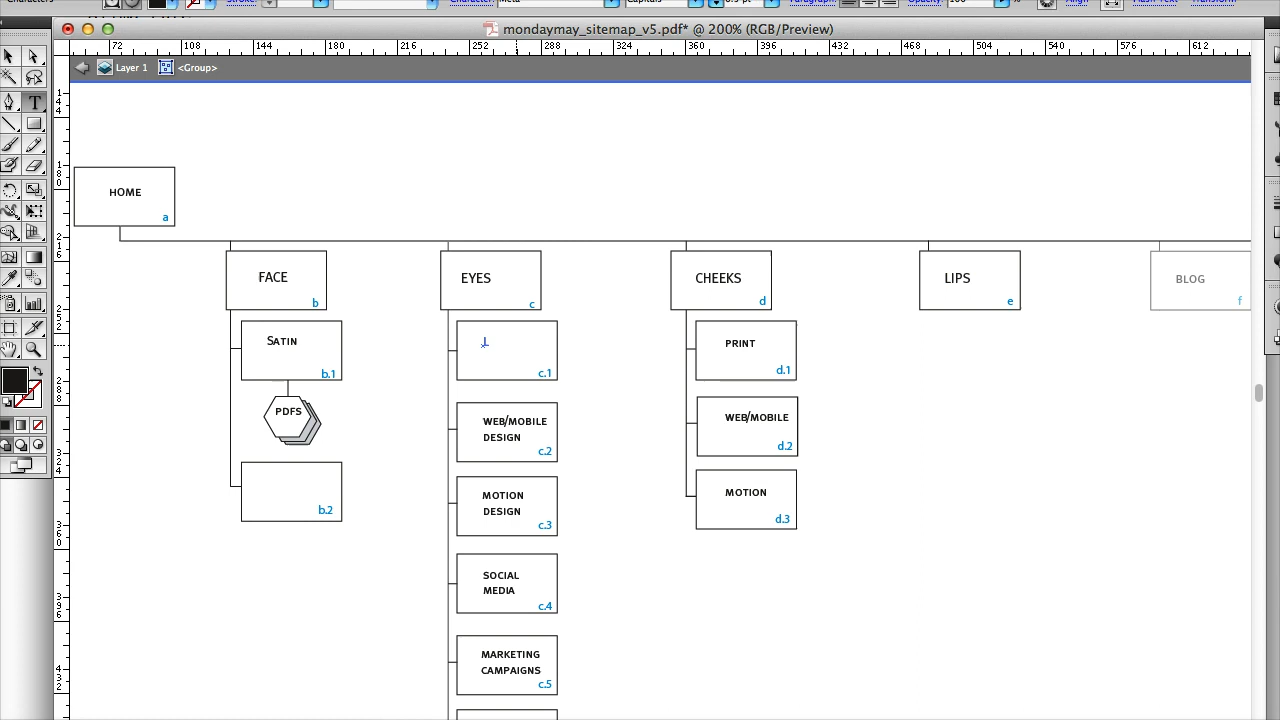 mondaymay_sitemap_v5.pdf* @ 200% (RGB/Preview)
72 108 144 180 216 252 288 324 360 396 432 468 504 540 576 612
Layer 1 <Group>
HOME
a
FACE
b
EYES
c
CHEEKS
d
LIPS
e
BLOG
f
SATIN
b.1
c.1
PRINT
d.1
PDFS
WEB/MOBILE
DESIGN
c.2
WEB/MOBILE
d.2
b.2
MOTION
DESIGN
c.3
MOTION
d.3
SOCIAL
MEDIA
c.4
MARKETING
CAMPAIGNS
c.5